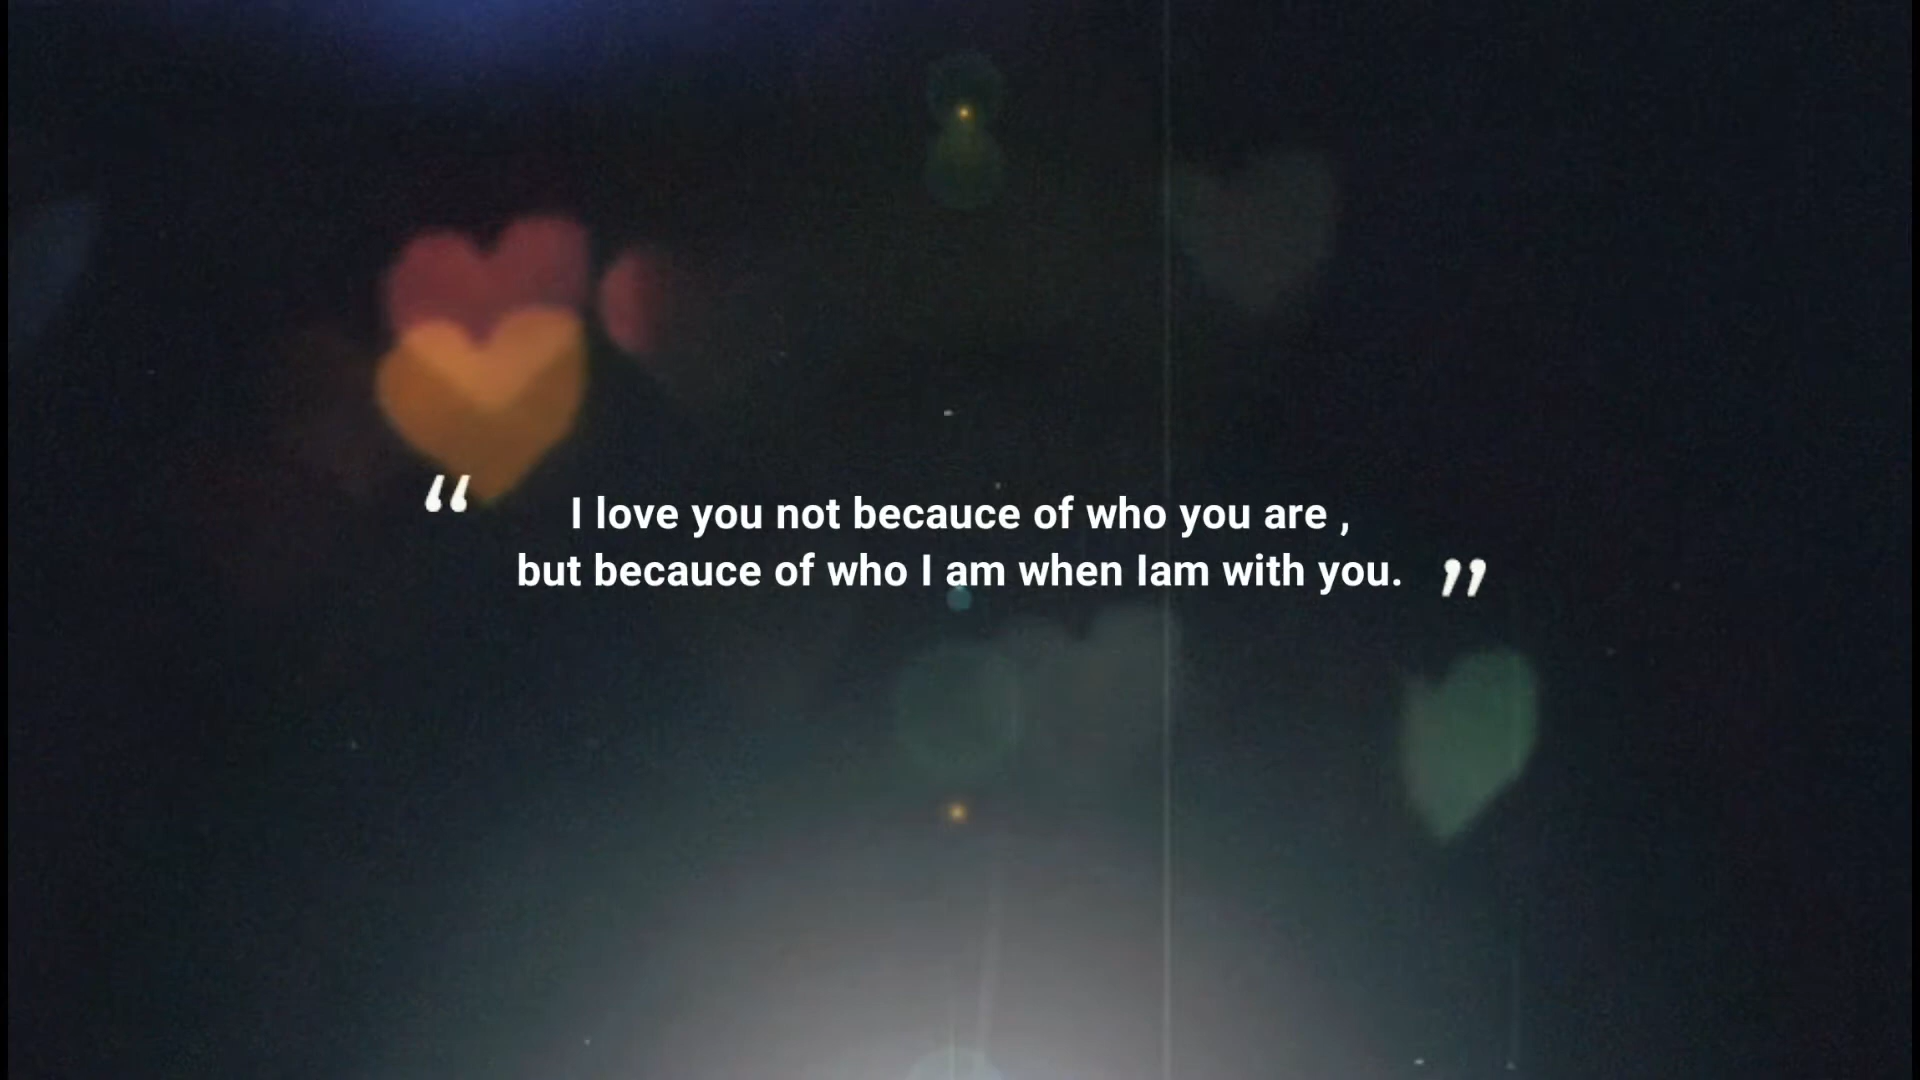 “ I love you not becauce of who you are ,
but becauce of who I am when Iam with you. ”